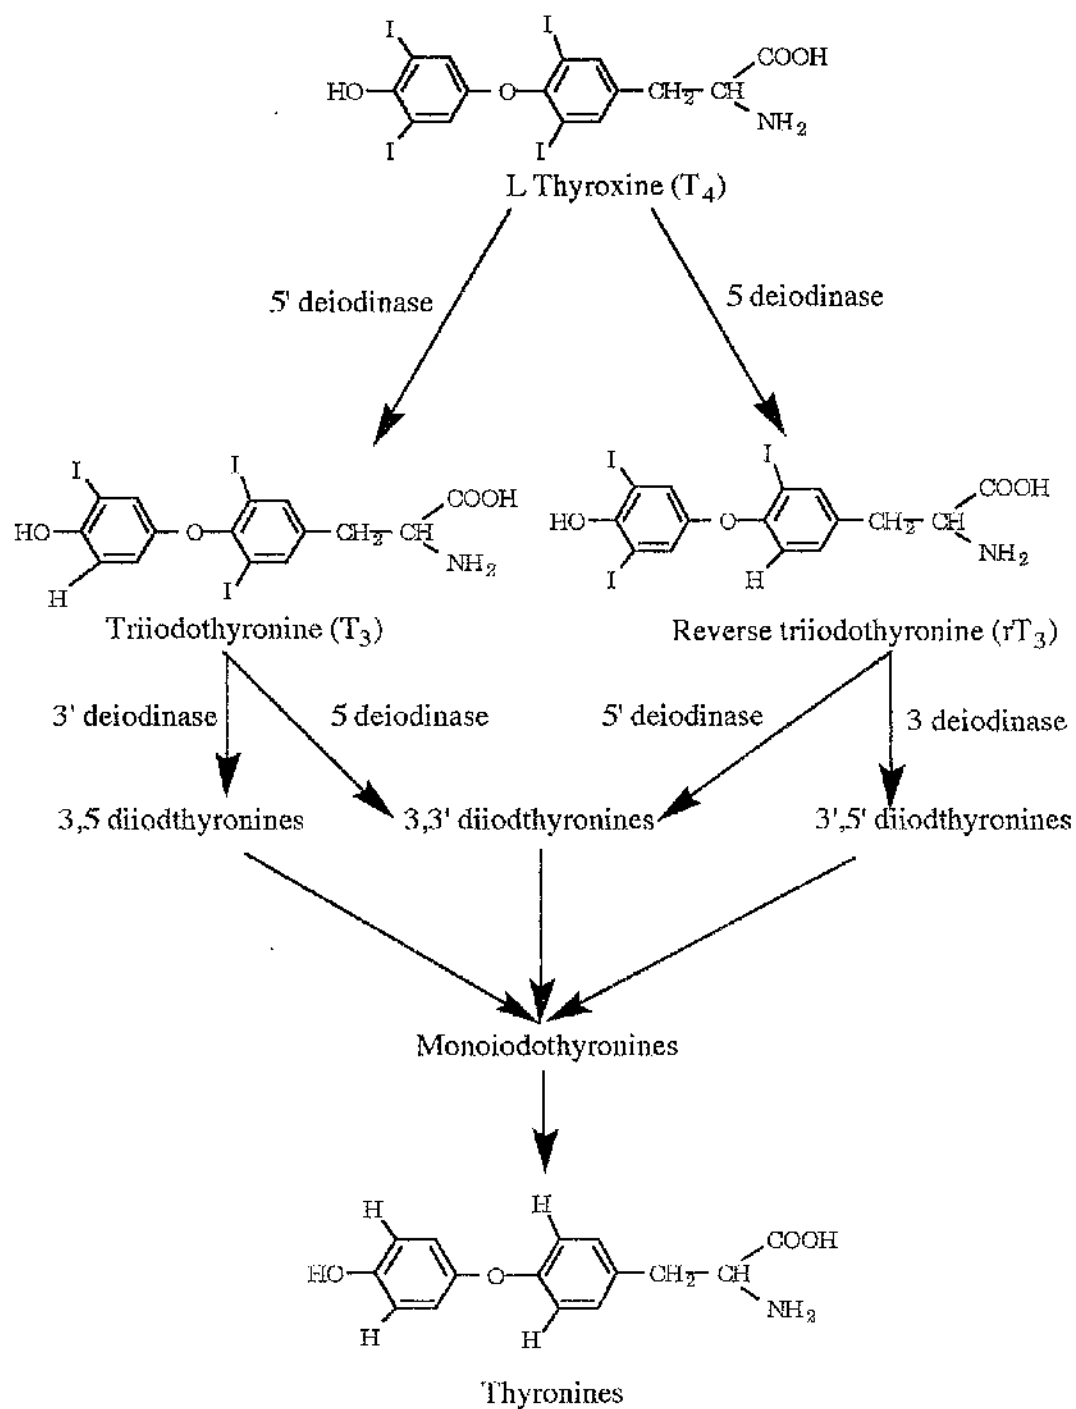 I I
HO O CH2 CH COOH
I I NH2
L Thyroxine (T4)
5' deiodinase 5 deiodinase
I I COOH
HO O CH2 CH
H I NH2
Triiodothyronine (T3)
I I COOH
HO O CH2 CH
I H NH2
Reverse triiodothyronine (rT3)
3' deiodinase 5 deiodinase 5' deiodinase 3 deiodinase
3,5 diiodthyronines 3,3' diiodthyronines 3',5' diiodthyronines
Monoiodothyronines
H H
HO O CH2 CH COOH
H H NH2
Thyronines